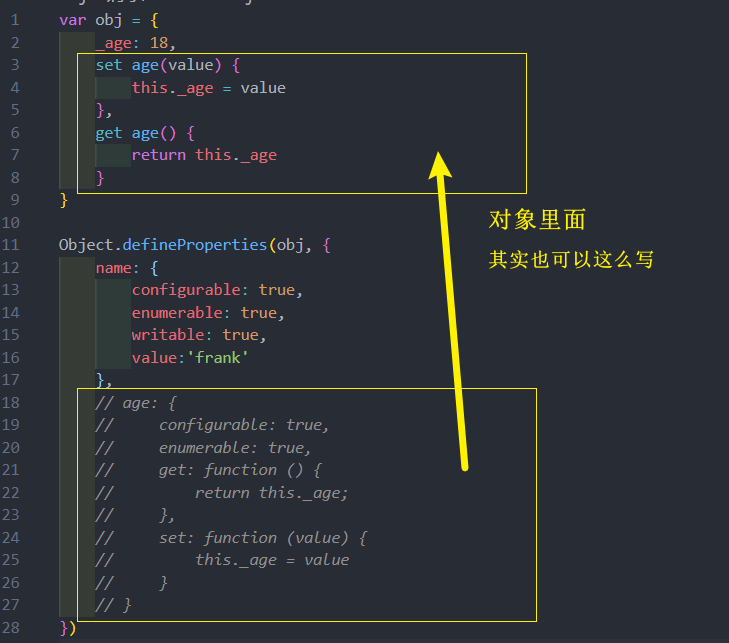 1 var obj = {
2     _age: 18,
3     set age(value) {
4         this._age = value
5     },
6     get age() {
7         return this._age
8     }
9 }
对象里面
10
11 Object.defineProperties(obj, {
其实也可以这么写
12     name: {
13         configurable: true,
14         enumerable: true,
15         writable: true,
16         value:'frank'
17     },
18     // age: {
19     //     configurable: true,
20     //     enumerable: true,
21     //     get: function () {
22     //         return this._age;
23     //     },
24     //     set: function (value) {
25     //         this._age = value
26     //     }
27     // }
28 })